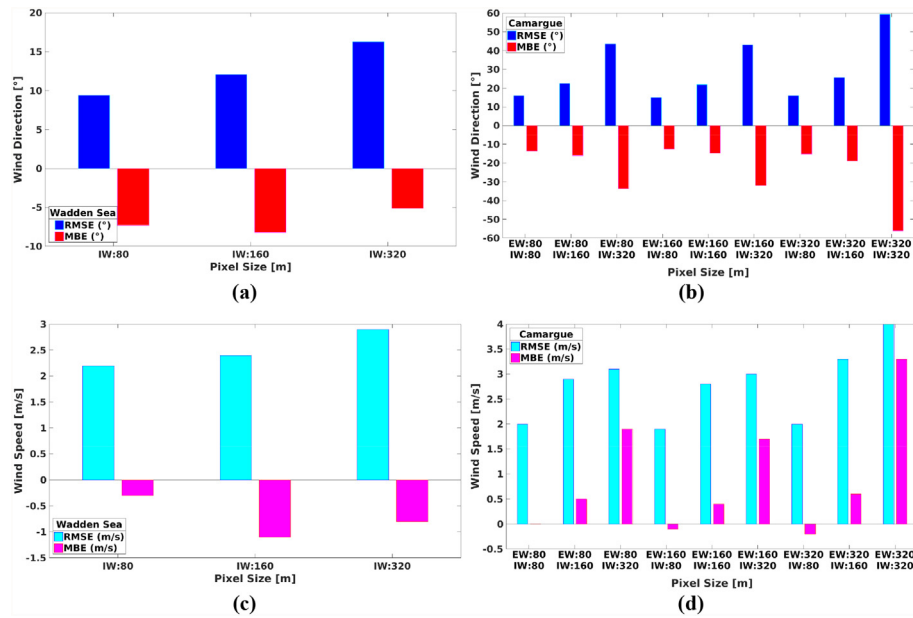 20
15
10
5
0
-5
-10
Wind Direction [°]
Wadden Sea
RMSE (°)
MBE (°)
IW:80 IW:160 IW:320
Pixel Size [m]
(a)
60
50
40
30
20
10
0
-10
-20
-30
-40
-50
-60
Wind Direction [°]
Camargue
RMSE (°)
MBE (°)
EW:80 EW:80 EW:80 EW:160 EW:160 EW:160 EW:320 EW:320 EW:320
IW:80 IW:160 IW:320 IW:80 IW:160 IW:320 IW:80 IW:160 IW:320
Pixel Size [m]
(b)
3
2.5
2
1.5
1
0.5
0
-0.5
-1
-1.5
Wind Speed [m/s]
Wadden Sea
RMSE (m/s)
MBE (m/s)
IW:80 IW:160 IW:320
Pixel Size [m]
(c)
4
3.5
3
2.5
2
1.5
1
0.5
0
-0.5
Wind Speed [m/s]
Camargue
RMSE (m/s)
MBE (m/s)
EW:80 EW:80 EW:80 EW:160 EW:160 EW:160 EW:320 EW:320 EW:320
IW:80 IW:160 IW:320 IW:80 IW:160 IW:320 IW:80 IW:160 IW:320
Pixel Size [m]
(d)